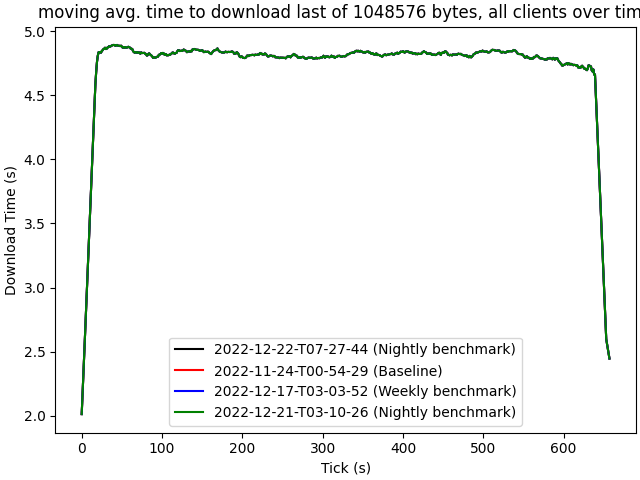 moving avg. time to download last of 1048576 bytes, all clients over tim
5.0
4.5
4.0
3.5
3.0
2.5
2.0
Download Time (s)
2022-12-22-T07-27-44 (Nightly benchmark)
2022-11-24-T00-54-29 (Baseline)
2022-12-17-T03-03-52 (Weekly benchmark)
2022-12-21-T03-10-26 (Nightly benchmark)
0 100 200 300 400 500 600
Tick (s)